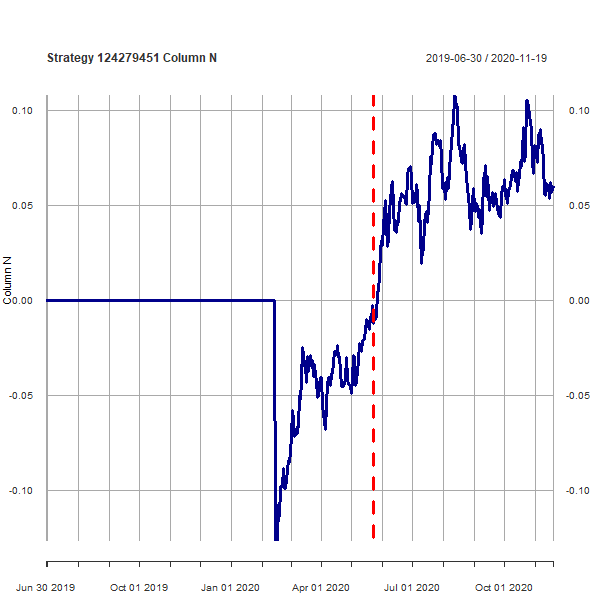 Strategy 124279451 Column N
2019-06-30 / 2020-11-19
0.10
0.10
0.05
0.05
0.00
0.00
-0.05
-0.05
-0.10
-0.10
Column N
Jun 30 2019
Oct 01 2019
Jan 01 2020
Apr 01 2020
Jul 01 2020
Oct 01 2020